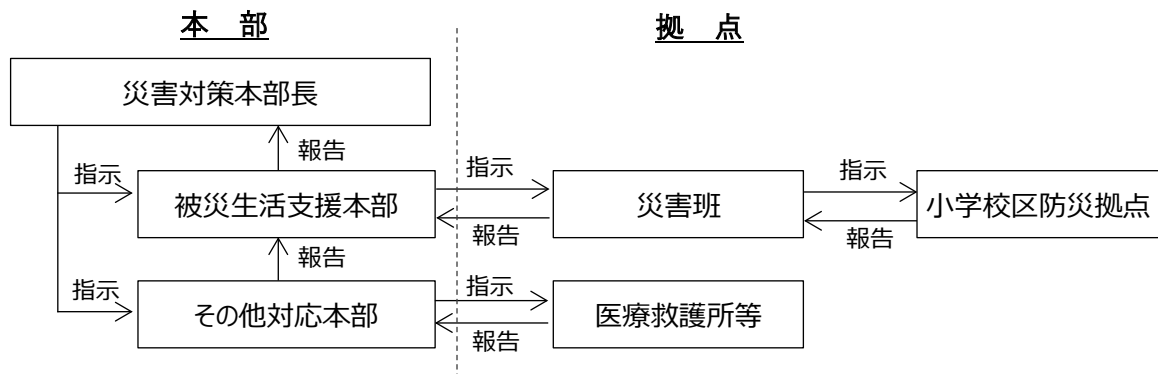 本　部
拠　点
災害対策本部長
報告
指示
指示
指示
被災生活支援本部
災害班
小学校区防災拠点
報告
報告
報告
指示
指示
その他対応本部
医療救護所等
報告